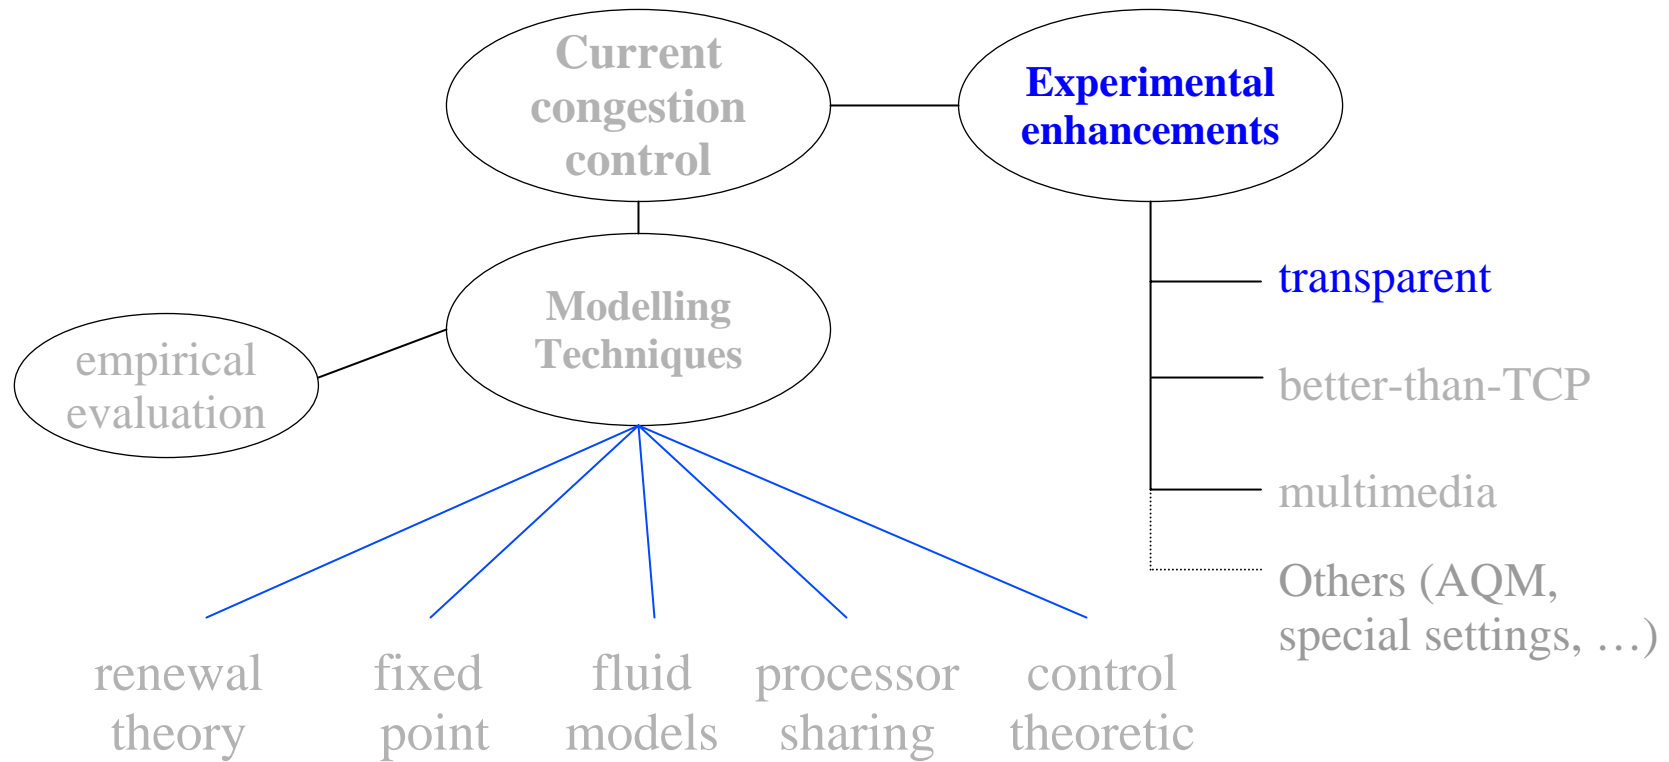 Current
congestion
control
Experimental
enhancements
Modelling
Techniques
empirical
evaluation
transparent
better-than-TCP
multimedia
Others (AQM,
special settings, …)
renewal
theory
fixed
point
fluid
models
processor
sharing
control
theoretic